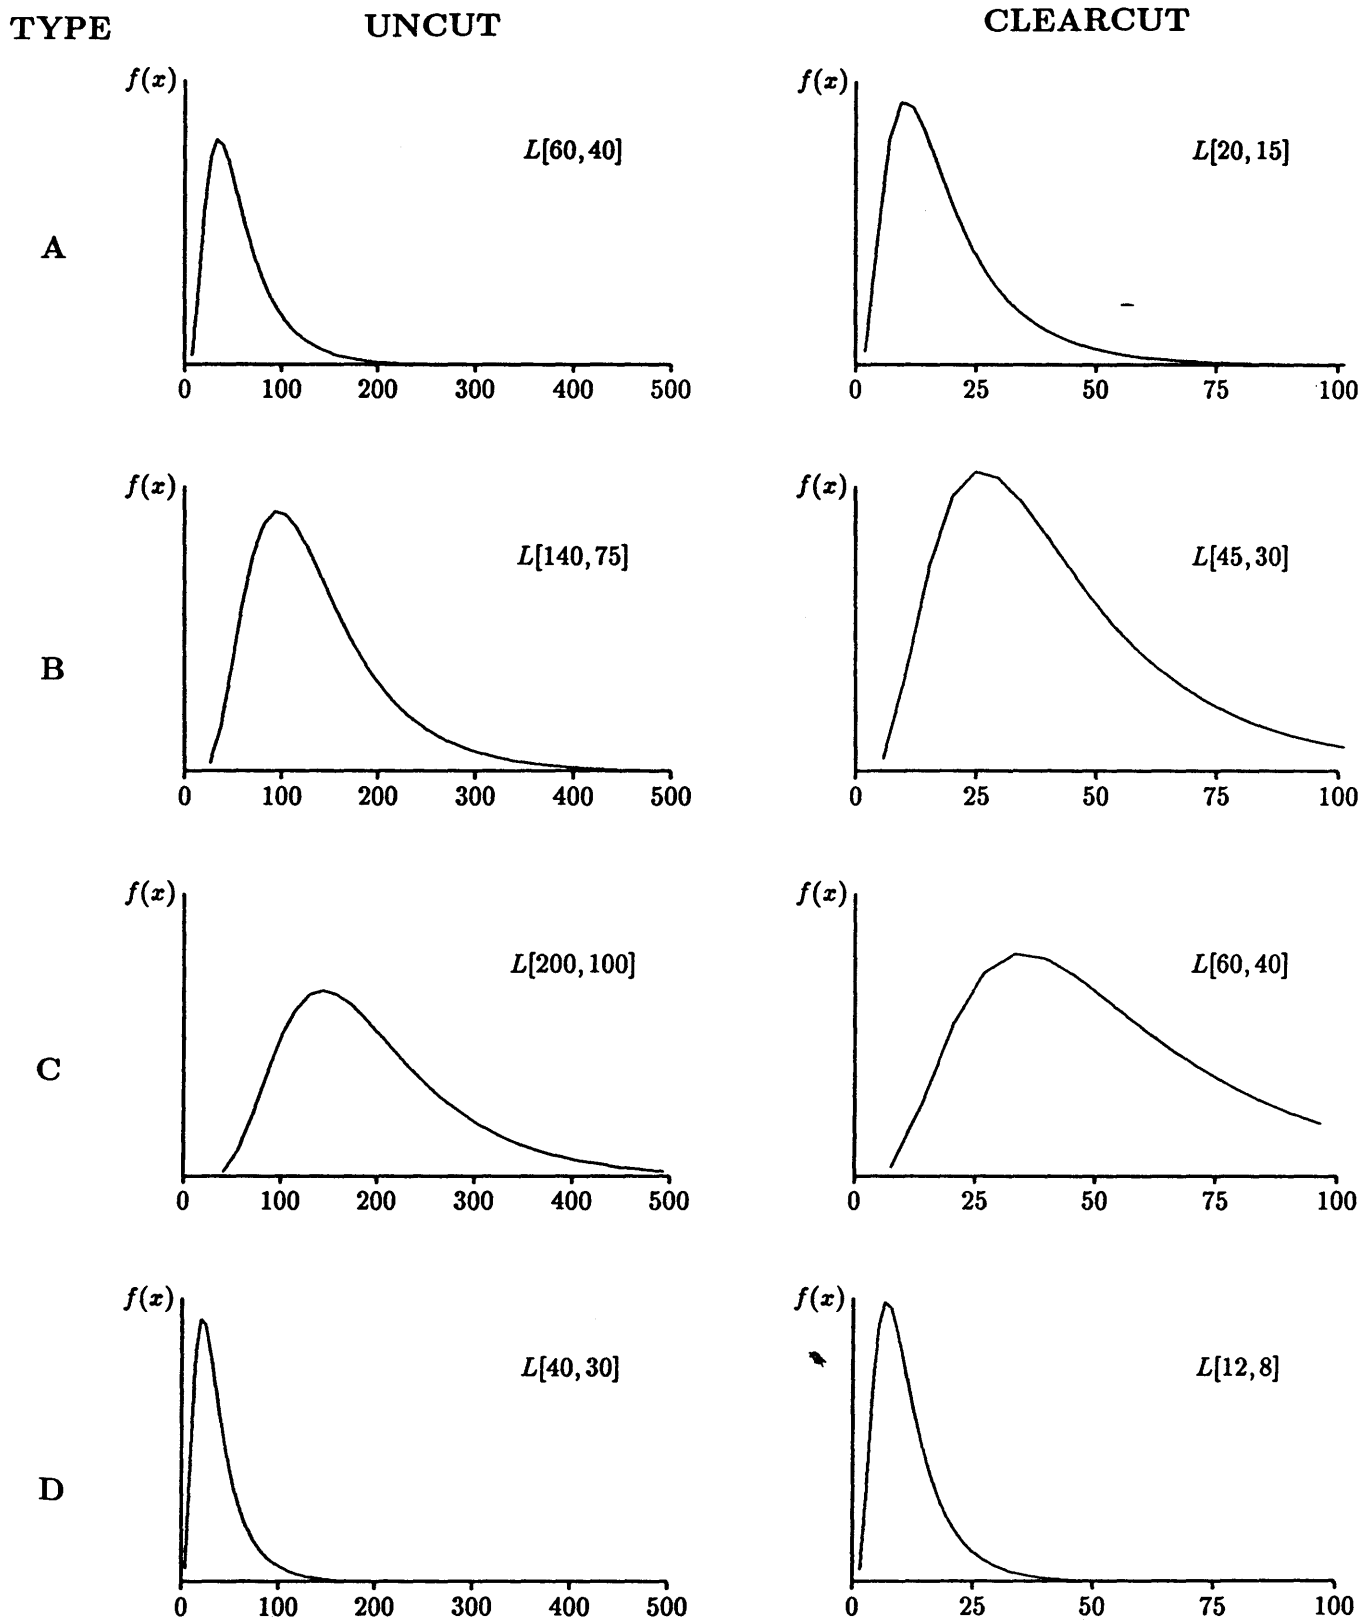 TYPE UNCUT CLEARCUT
f(x) f(x)
L[60,40] L[20,15]
A
0 100 200 300 400 500 0 25 50 75 100
f(x) f(x)
L[140,75] L[45,30]
B
0 100 200 300 400 500 0 25 50 75 100
f(x) f(x)
L[200,100] L[60,40]
C
0 100 200 300 400 500 0 25 50 75 100
f(x) f(x)
L[40,30] L[12,8]
D
0 100 200 300 400 500 0 25 50 75 100